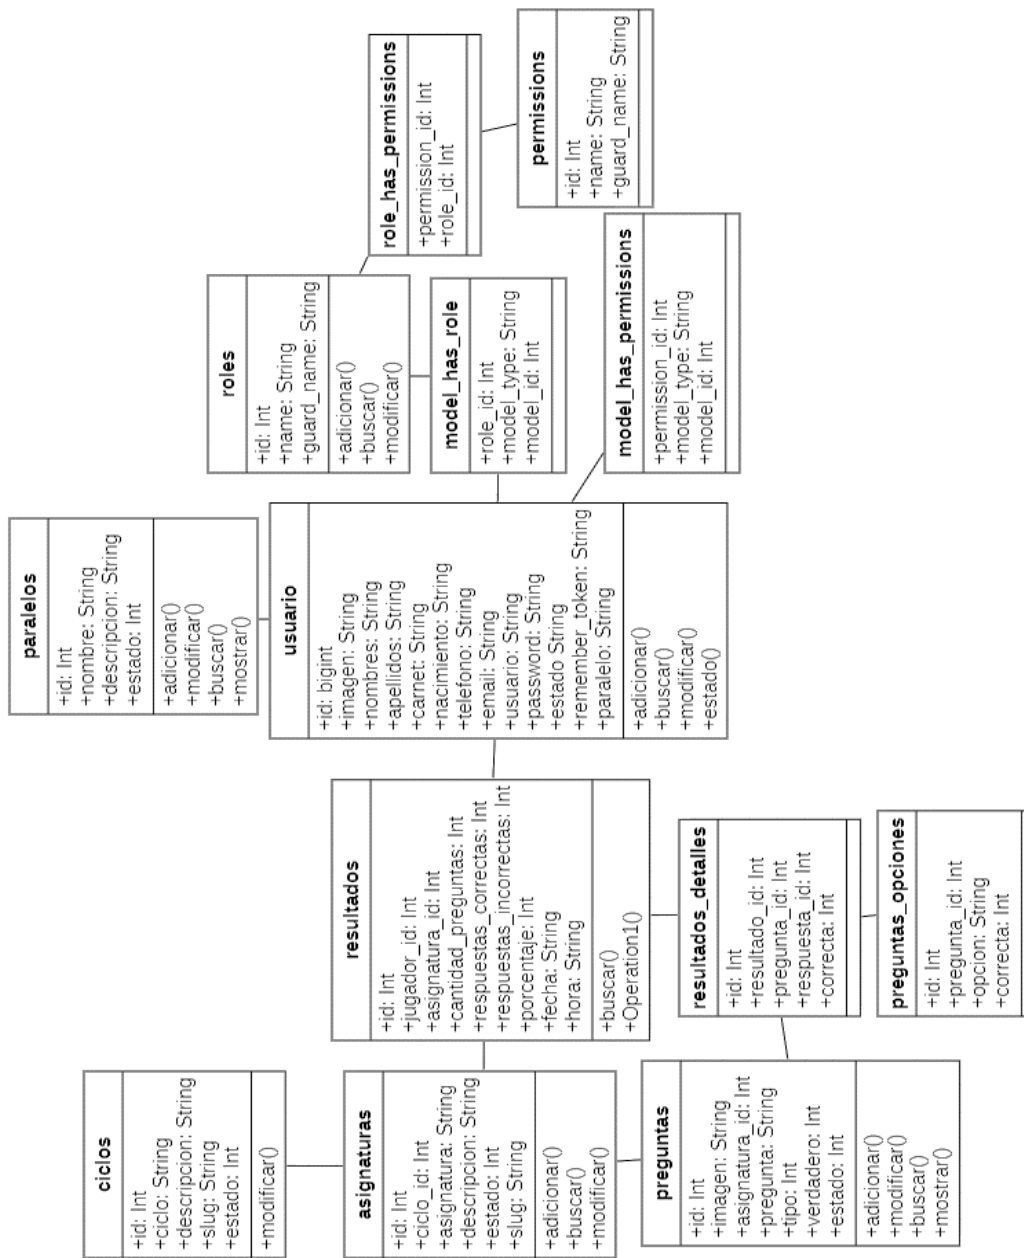 ciclos
+id: Int
+ciclo: String
+descripcion: String
+slug: String
+estado: Int
+modificar()
asignaturas
+id: Int
+ciclo_id: Int
+asignatura: String
+descripcion: String
+estado: Int
+slug: String
+adicionar()
+buscar()
+modificar()
preguntas
+id: Int
+imagen: String
+asignatura_id: Int
+pregunta: String
+tipo: Int
+verdadero: Int
+estado: Int
+adicionar()
+modificar()
+buscar()
+mostrar()
resultados
+id: Int
+jugador_id: Int
+asignatura_id: Int
+cantidad_preguntas: Int
+respuestas_correctas: Int
+respuestas_incorrectas: Int
+porcentaje: Int
+fecha: String
+hora: String
+buscar()
+Operation1()
resultados_detalles
+id: Int
+resultado_id: Int
+pregunta_id: Int
+respuesta_id: Int
+correcta: Int
preguntas_opciones
+id: Int
+pregunta_id: Int
+opcion: String
+correcta: Int
paralelos
+id: Int
+nombre: String
+descripcion: String
+estado: Int
+adicionar()
+modificar()
+buscar()
+mostrar()
usuario
+id: bigint
+imagen: String
+nombres: String
+apellidos: String
+carnet: String
+nacimiento: String
+telefono: String
+email: String
+usuario: String
+password: String
+estado String
+remember_token: String
+paralelo: String
+adicionar()
+buscar()
+modificar()
+estado()
roles
+id: Int
+name: String
+guard_name: String
+adicionar()
+buscar()
+modificar()
model_has_role
+role_id: Int
+model_type: String
+model_id: Int
model_has_permissions
+permission_id: Int
+model_type: String
+model_id: Int
role_has_permissions
+permission_id: Int
+role_id: Int
permissions
+id: Int
+name: String
+guard_name: String